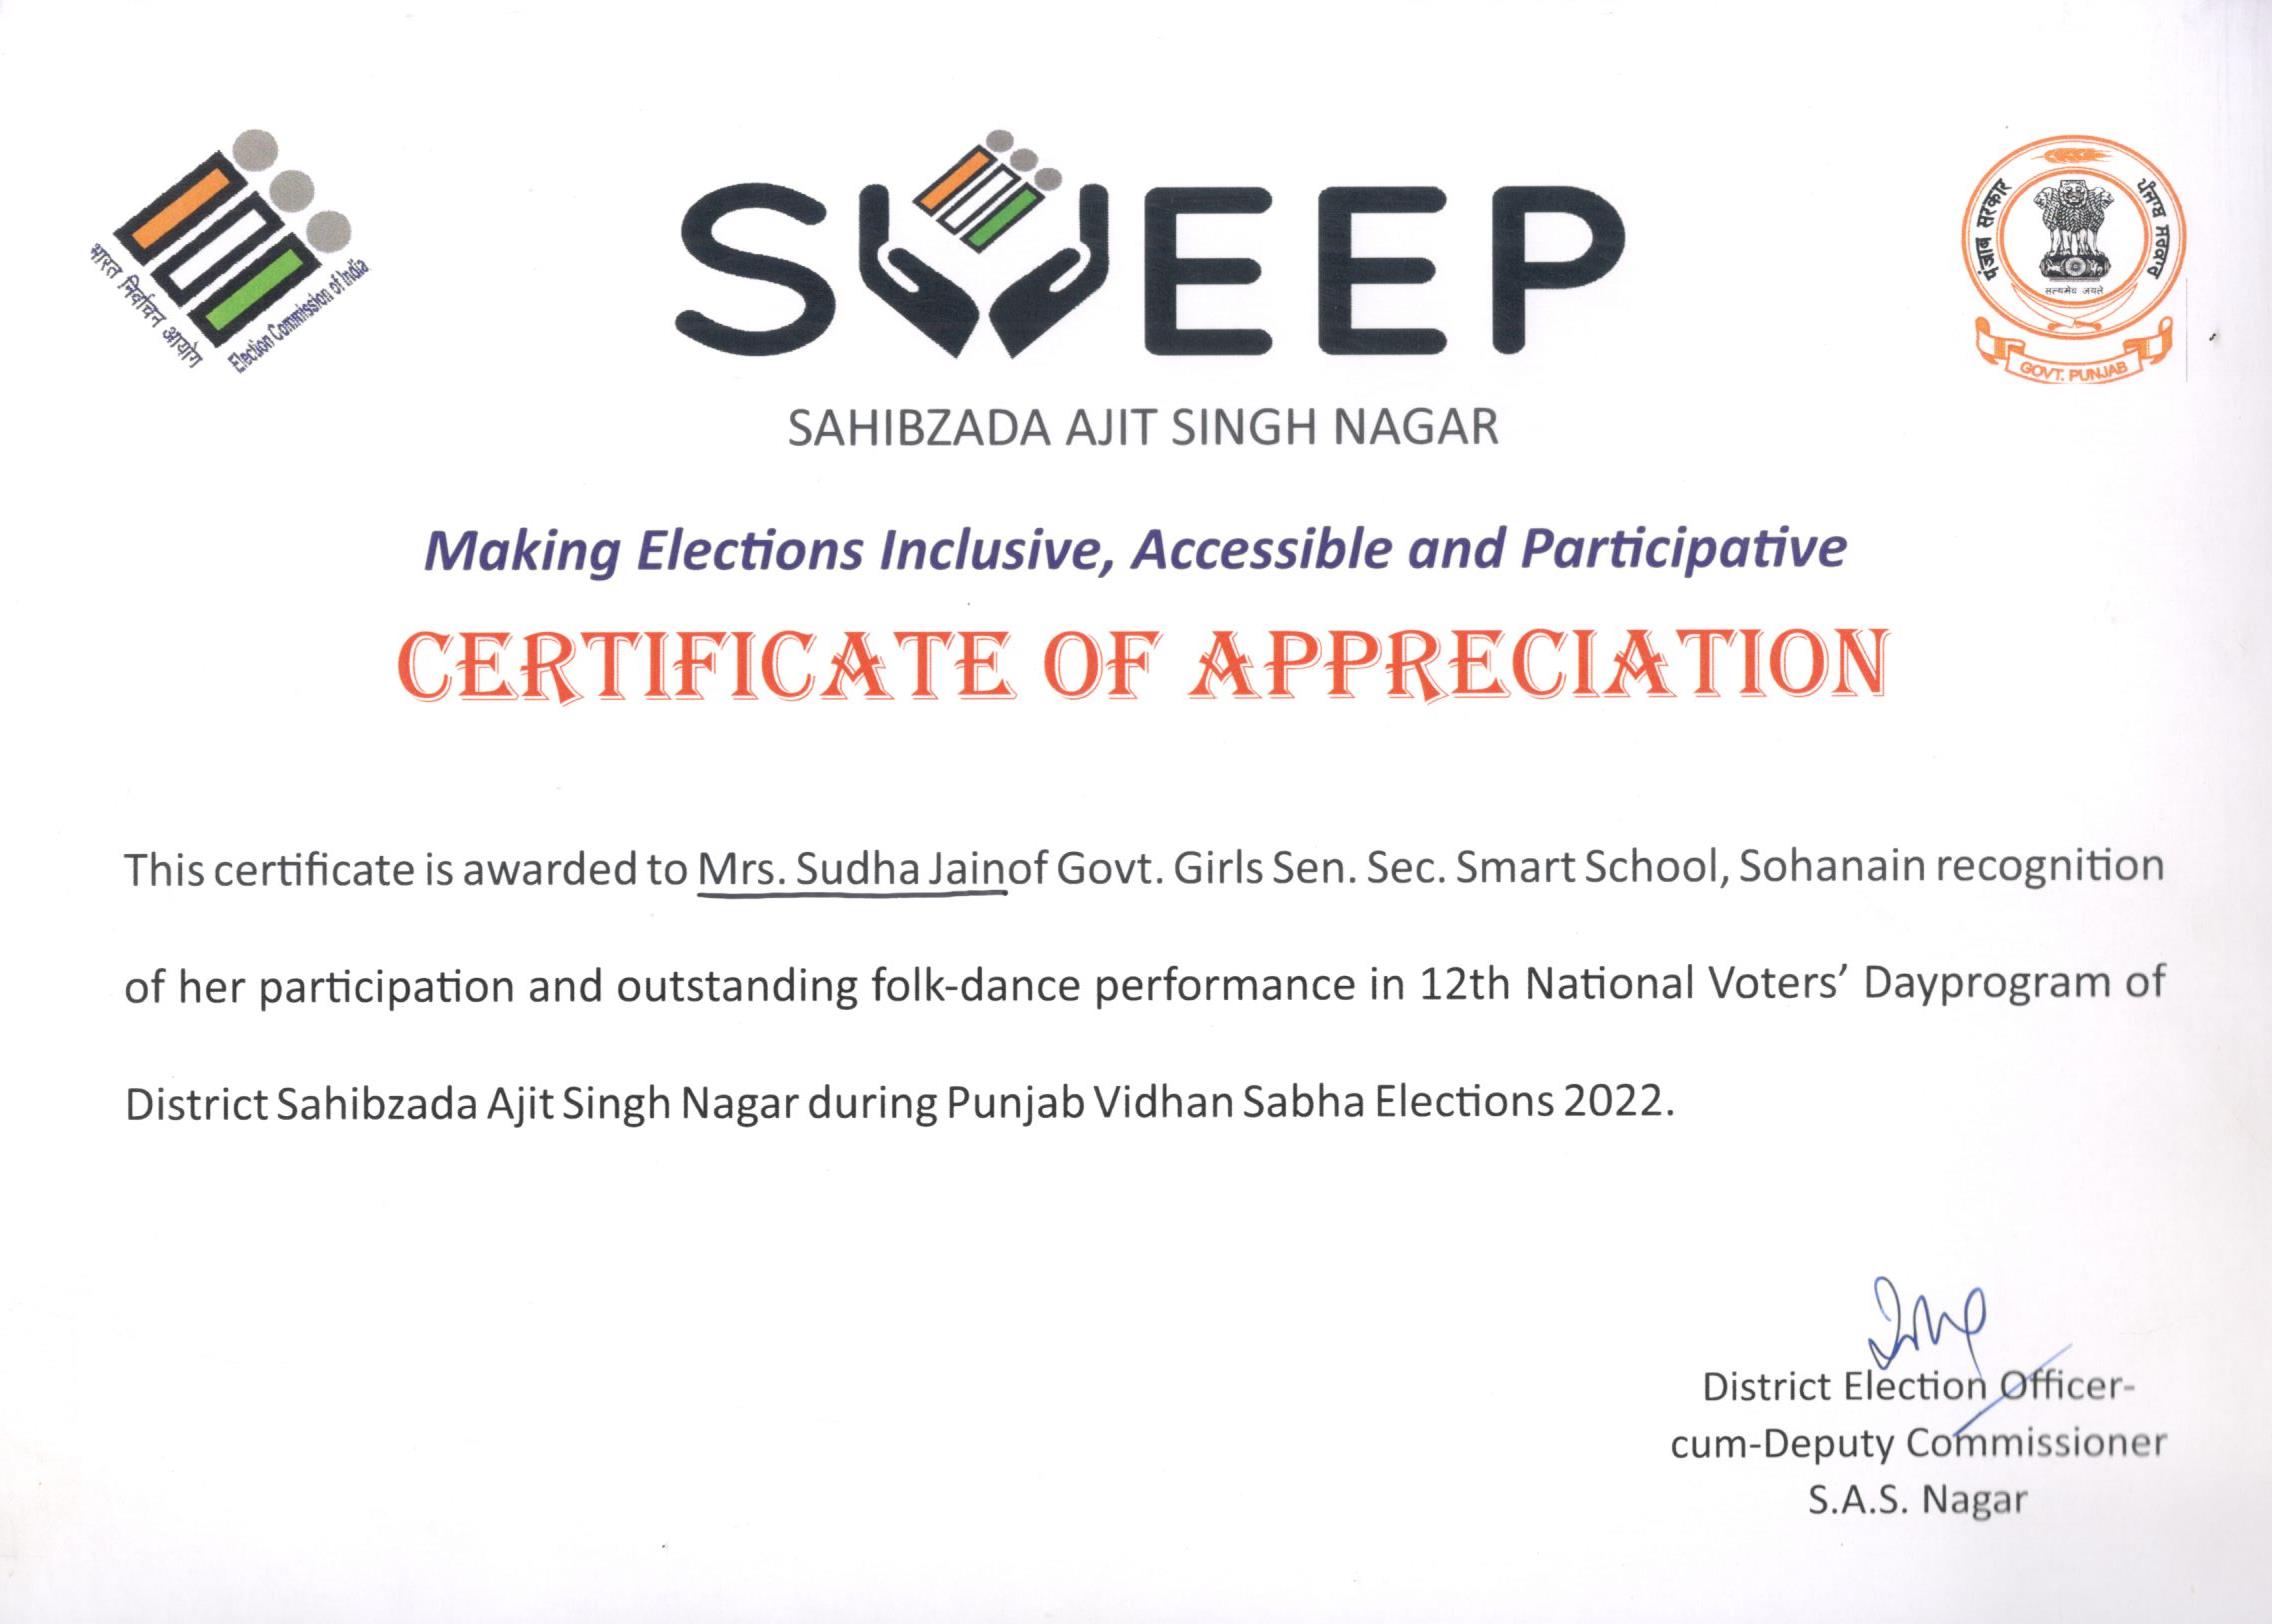 भारत निर्वाचन आयोग
Election Commission of India
SWEEP
पंजाब सरकार
ਪੰਜਾਬ ਸਰਕਾਰ
सत्यमेव जयते
GOVT. PUNJAB
SAHIBZADA AJIT SINGH NAGAR
Making Elections Inclusive, Accessible and Participative
CERTIFICATE OF APPRECIATION
This certificate is awarded to Mrs. Sudha Jainof Govt. Girls Sen. Sec. Smart School, Sohanain recognition
of her participation and outstanding folk-dance performance in 12th National Voters’ Dayprogram of
District Sahibzada Ajit Singh Nagar during Punjab Vidhan Sabha Elections 2022.
District Election Officer-
cum-Deputy Commissioner
S.A.S. Nagar